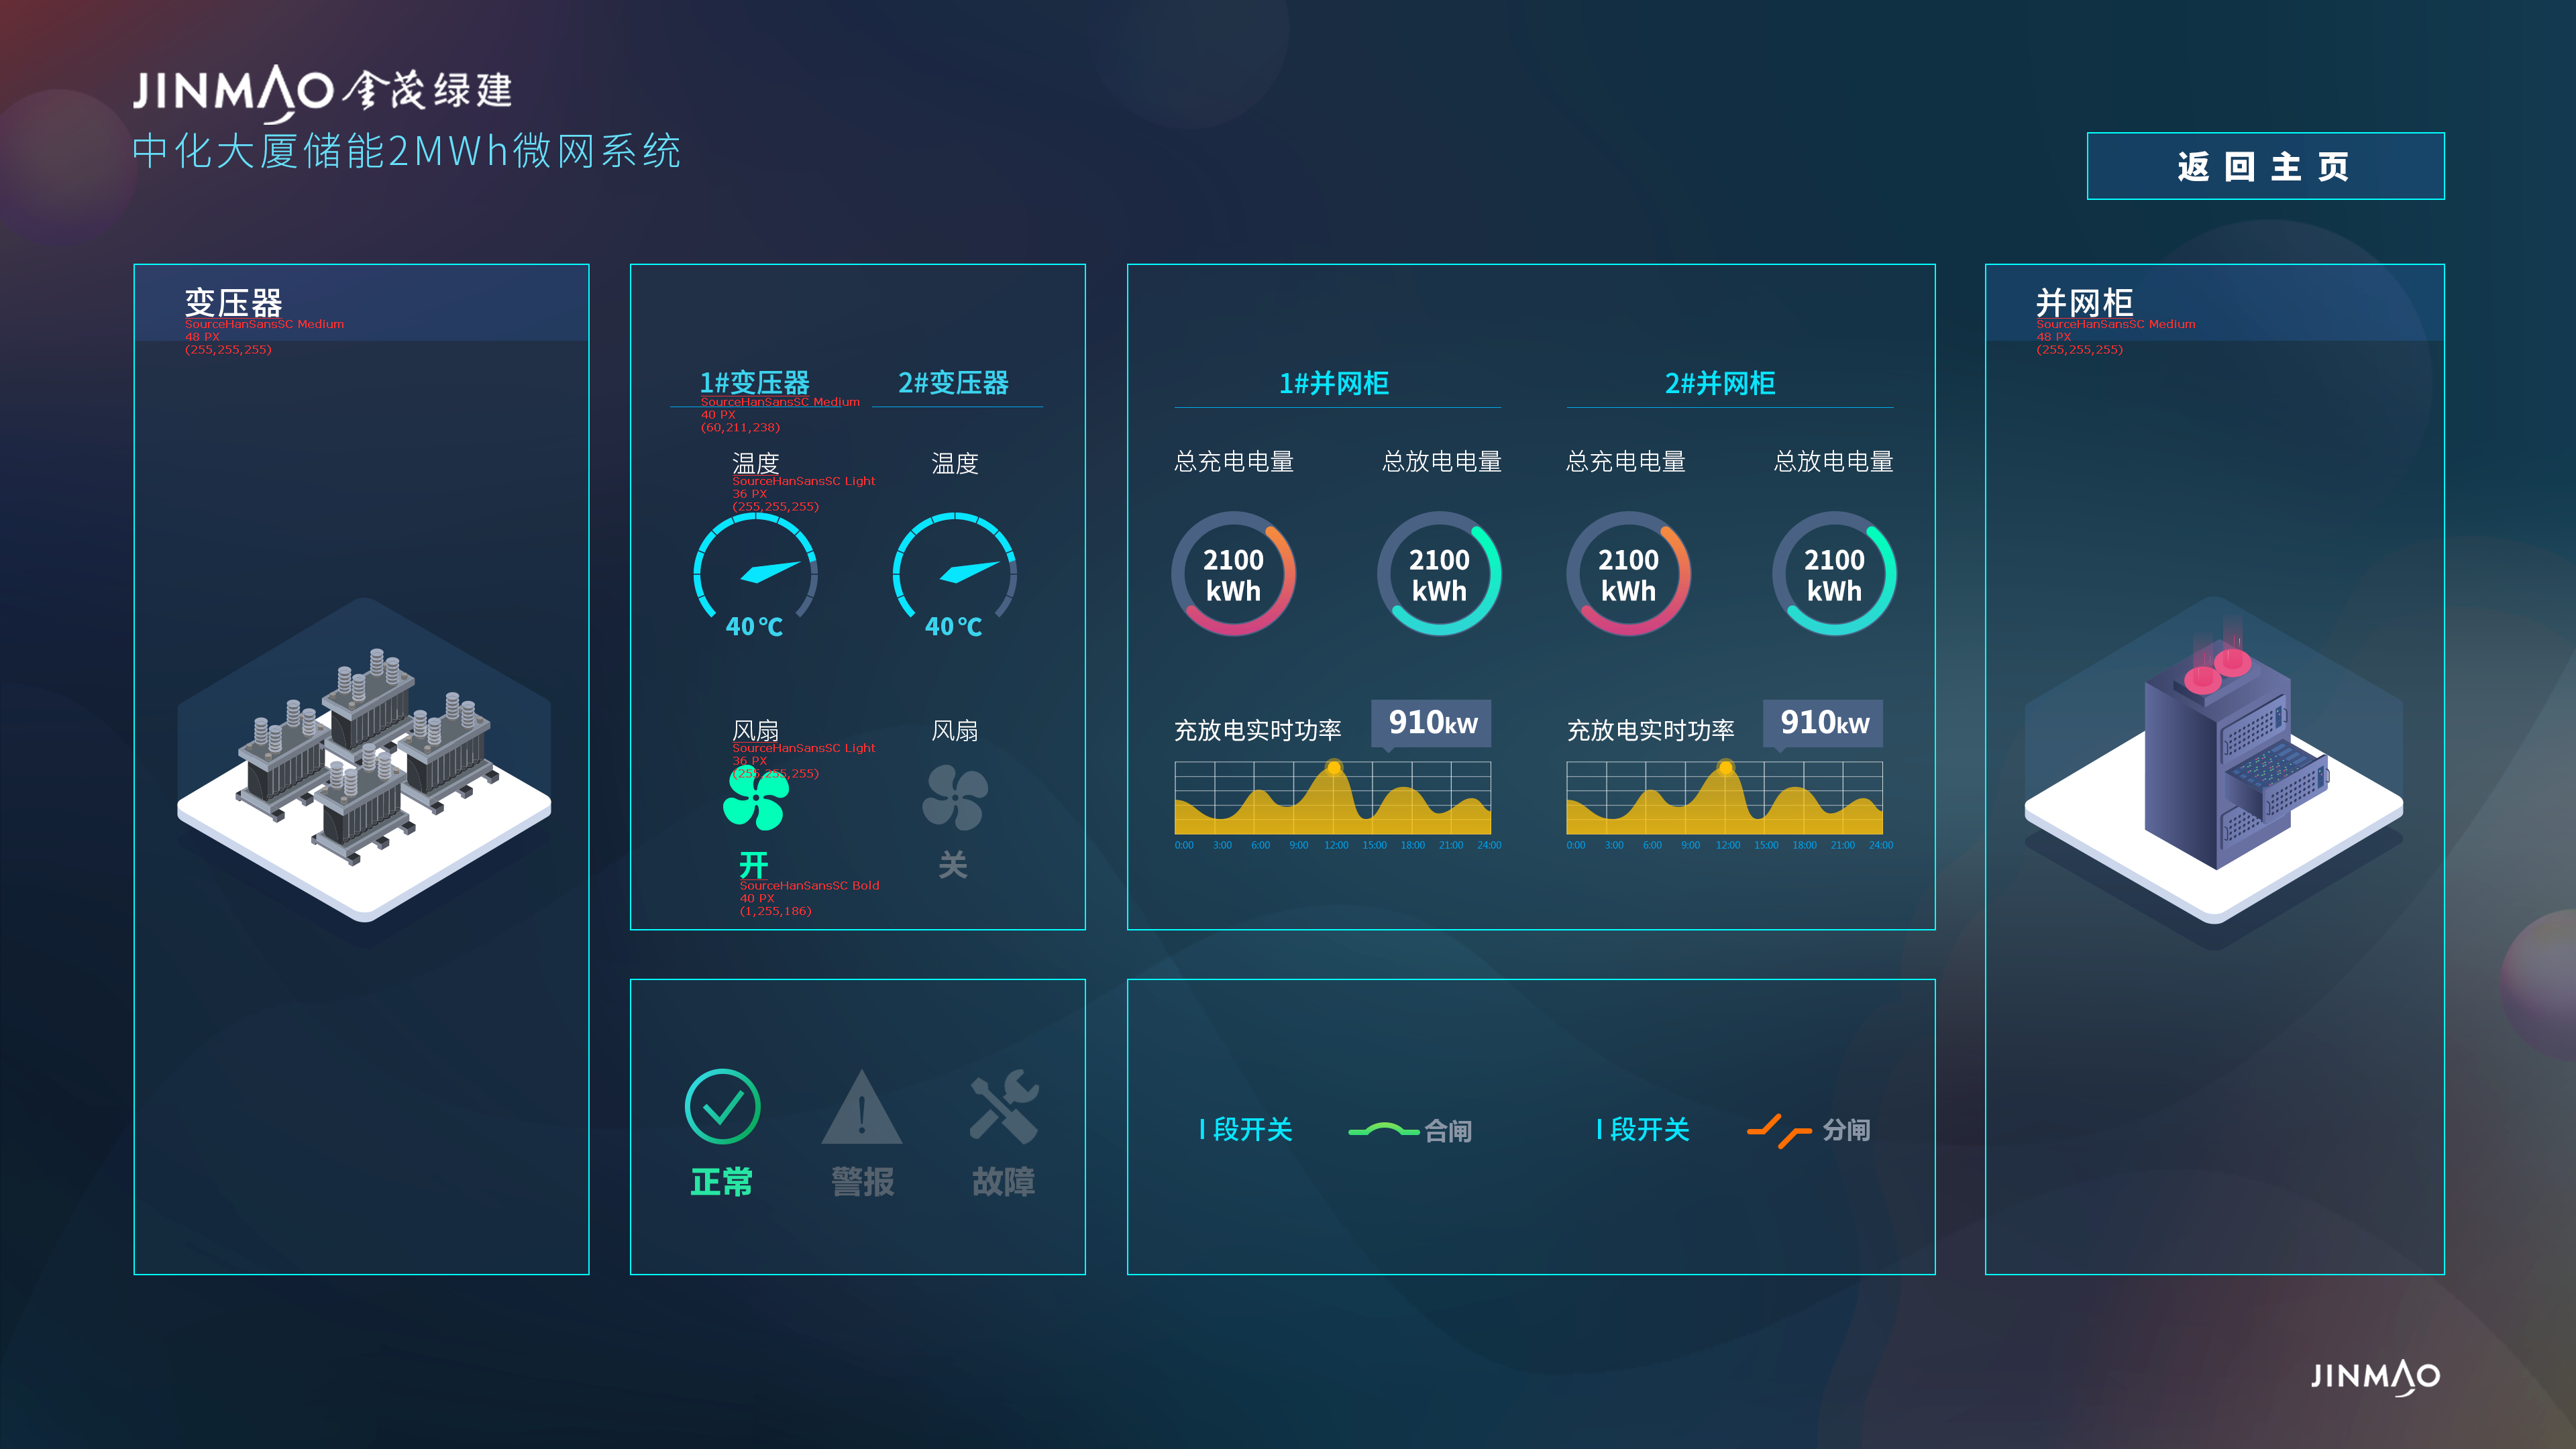 JINMAO 金茂绿建
中化大厦储能2MWh微网系统
返回主页
变压器
SourceHanSansSC Medium
48 PX
(255,255,255)
1#变压器
SourceHanSansSC Medium
40 PX
(60,211,238)
2#变压器
温度
SourceHanSansSC Light
36 PX
(255,255,255)
温度
40℃
40℃
风扇
SourceHanSansSC Light
36 PX
(255,255,255)
风扇
开
SourceHanSansSC Bold
40 PX
(1,255,186)
关
1#并网柜
2#并网柜
总充电电量
总放电电量
总充电电量
总放电电量
2100
kWh
2100
kWh
2100
kWh
2100
kWh
充放电实时功率
910kW
充放电实时功率
910kW
0:00 3:00 6:00 9:00 12:00 15:00 18:00 21:00 24:00
0:00 3:00 6:00 9:00 12:00 15:00 18:00 21:00 24:00
并网柜
SourceHanSansSC Medium
48 PX
(255,255,255)
正常
警报
故障
I 段开关
合闸
I 段开关
分闸
JINMAO